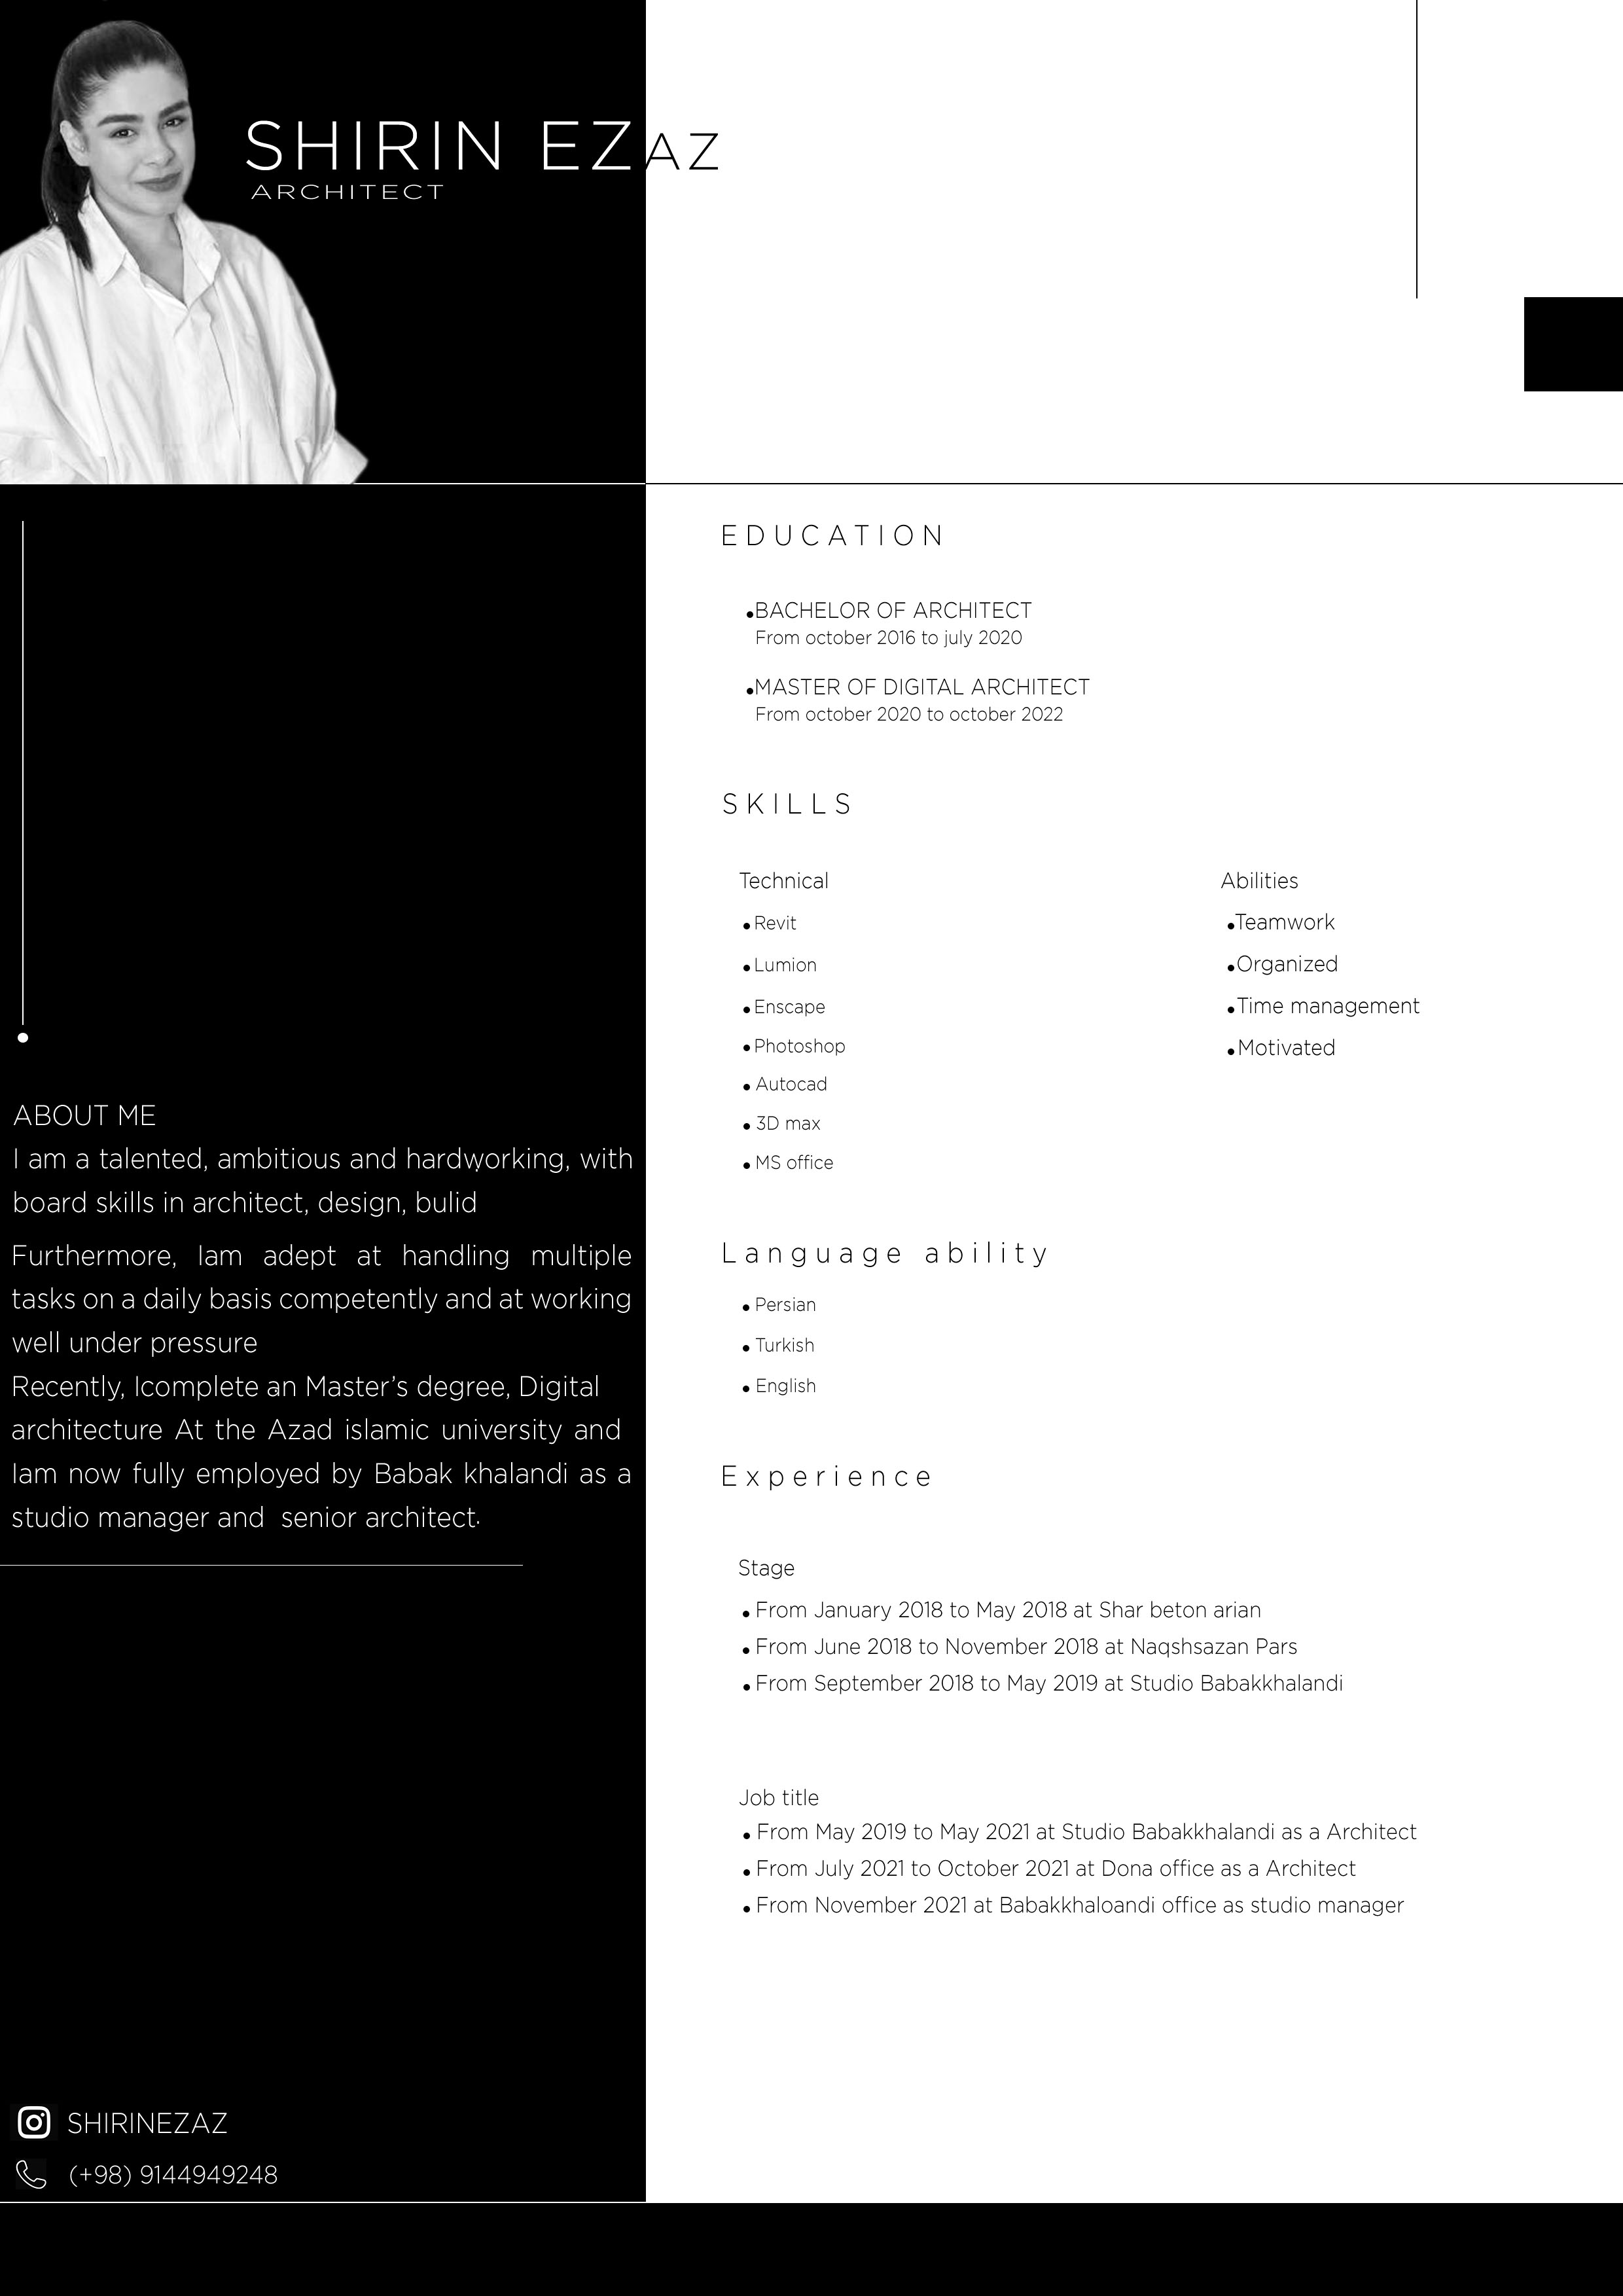 SHIRIN EZAZ
ARCHITECT
ABOUT ME
I am a talented, ambitious and hardworking, with
board skills in architect, design, bulid
Furthermore, Iam adept at handling multiple
tasks on a daily basis competently and at working
well under pressure
Recently, Icomplete an Master's degree, Digital
architecture At the Azad islamic university and
Iam now fully employed by Babak khalandi as a
studio manager and senior architect.
SHIRINEZAZ
(+98) 9144949248
EDUCATION
•BACHELOR OF ARCHITECT
From october 2016 to july 2020
•MASTER OF DIGITAL ARCHITECT
From october 2020 to october 2022
SKILLS
Technical
• Revit
• Lumion
• Enscape
• Photoshop
• Autocad
• 3D max
• MS office
Abilities
•Teamwork
•Organized
•Time management
•Motivated
Language ability
• Persian
• Turkish
• English
Experience
Stage
• From January 2018 to May 2018 at Shar beton arian
• From June 2018 to November 2018 at Naqshsazan Pars
• From September 2018 to May 2019 at Studio Babakkhalandi
Job title
• From May 2019 to May 2021 at Studio Babakkhalandi as a Architect
• From July 2021 to October 2021 at Dona office as a Architect
• From November 2021 at Babakkhaloandi office as studio manager